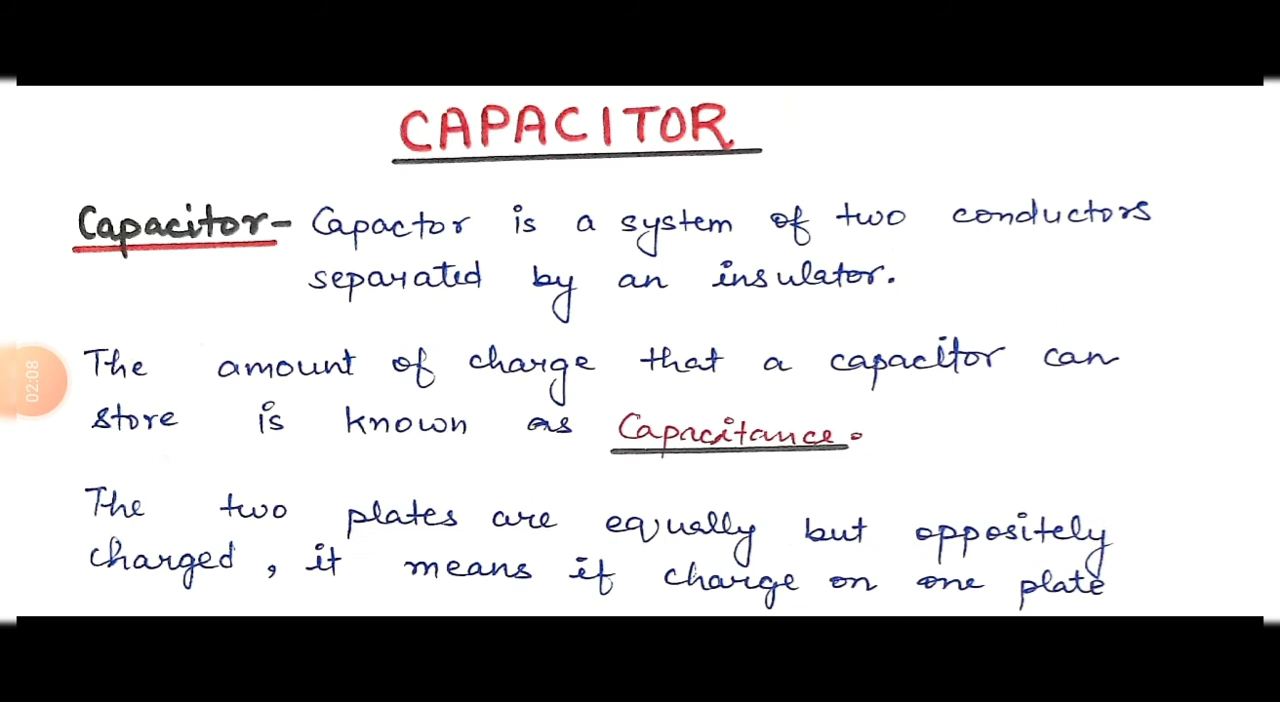 CAPACITOR
Capacitor - Capactor is a system of two conductors
separated by an insulator.
The amount of charge that a capacitor can
store is known as Capacitance.
The two plates are equally but oppositely
charged, it means if charge on one plate
02:08